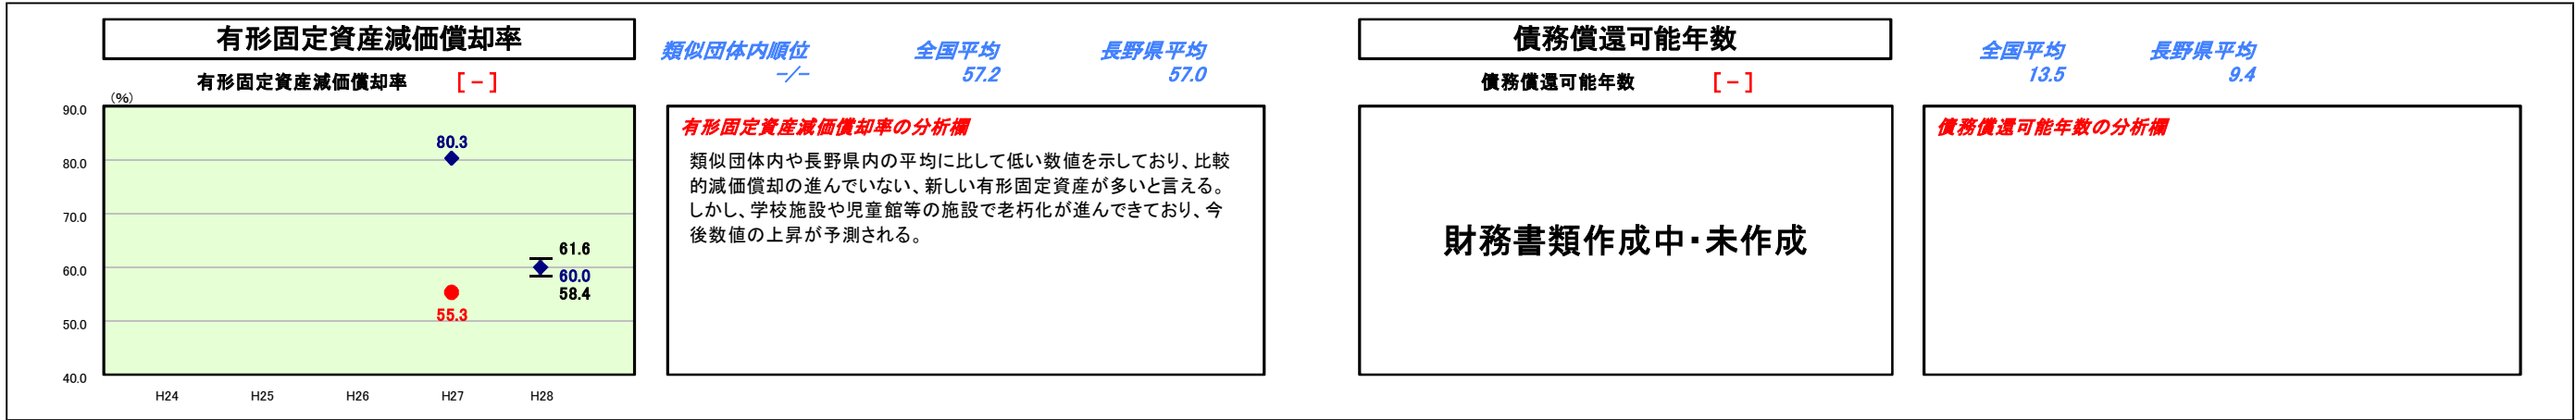 有形固定資産減価償却率
有形固定資産減価償却率 [－]
類似団体内順位 全国平均 長野県平均
-/- 57.2 57.0
(%)
90.0
80.0
70.0
60.0
50.0
40.0
80.3
55.3
61.6
60.0
58.4
H24 H25 H26 H27 H28
有形固定資産減価償却率の分析欄
類似団体内や長野県内の平均に比して低い数値を示しており、比較
的減価償却の進んでいない、新しい有形固定資産が多いと言える。
しかし、学校施設や児童館等の施設で老朽化が進んできており、今
後数値の上昇が予測される。
債務償還可能年数
債務償還可能年数 [－]
全国平均 長野県平均
13.5 9.4
財務書類作成中・未作成
債務償還可能年数の分析欄